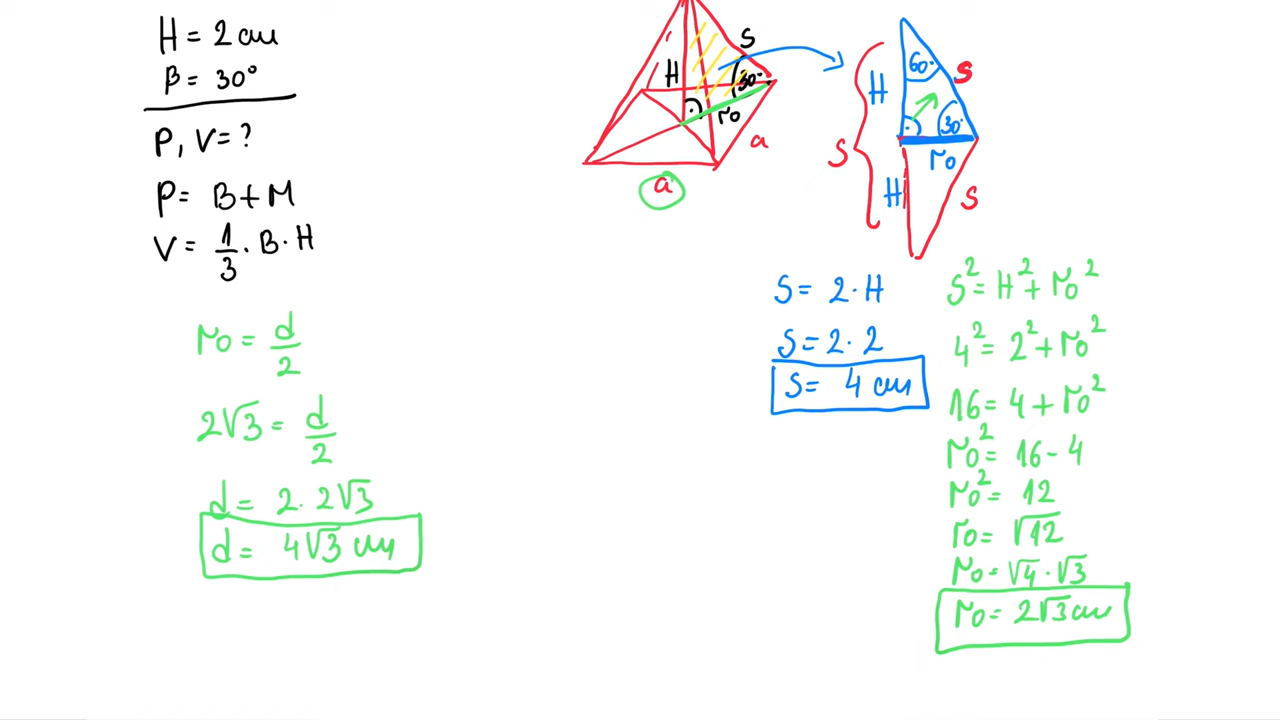 H = 2 cm
β = 30°
P, V = ?
P = B + M
V = 1/3 · B · H
r₀ = d/2
2√3 = d/2
d = 2 · 2√3
d = 4√3 cm
H
s
30°
r₀
a
a
60°
s
H
30°
r₀
s
H
s
s = 2 · H
s = 2 · 2
s = 4 cm
s² = H² + r₀²
4² = 2² + r₀²
16 = 4 + r₀²
r₀² = 16 - 4
r₀² = 12
r₀ = √12
r₀ = √4 · √3
r₀ = 2√3 cm